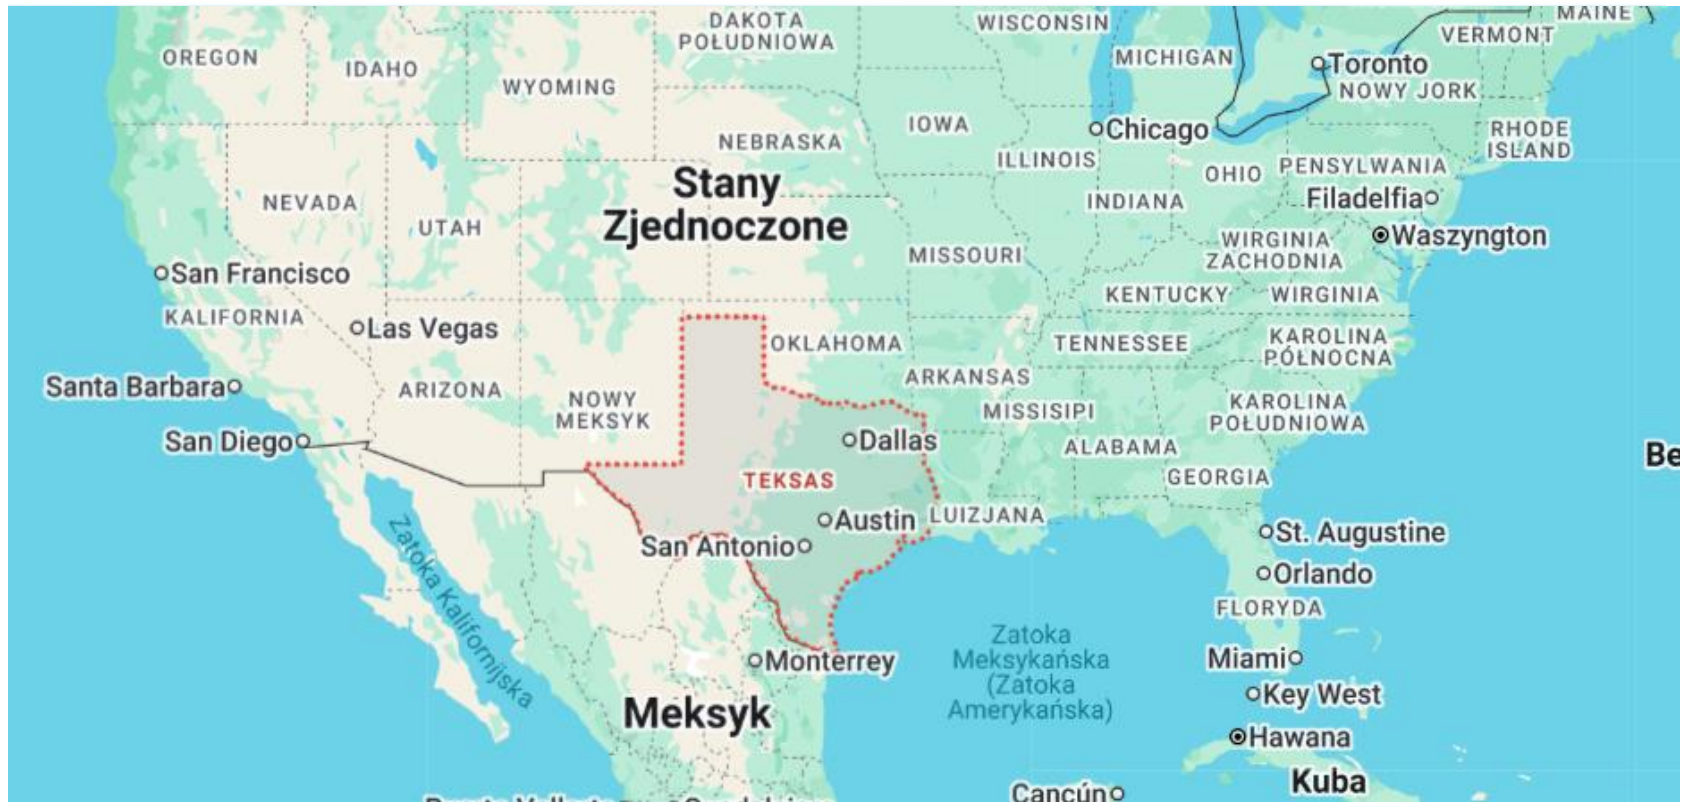 MAINE
DAKOTA
POŁUDNIOWA
WISCONSIN
VERMONT
OREGON
IDAHO
MICHIGAN
Toronto
WYOMING
NOWY JORK
NEBRASKA
IOWA
Chicago
RHODE
ISLAND
ILLINOIS
OHIO
PENSYLWANIA
Stany
Zjednoczone
NEVADA
UTAH
INDIANA
Filadelfia
Waszyngton
WIRGINIA
ZACHODNIA
MISSOURI
San Francisco
KENTUCKY
WIRGINIA
KALIFORNIA
Las Vegas
OKLAHOMA
TENNESSEE
KAROLINA
PÓŁNOCNA
Santa Barbara
ARIZONA
NOWY
MEKSYK
ARKANSAS
MISSISIPI
KAROLINA
POŁUDNIOWA
San Diego
Dallas
ALABAMA
GEORGIA
Be
TEKSAS
Austin
LUIZJANA
St. Augustine
San Antonio
Orlando
Zatoka Kalifornijska
FLORYDA
Zatoka
Meksykańska
(Zatoka
Amerykańska)
Monterrey
Miami
Key West
Meksyk
Hawana
Kuba
Cancún